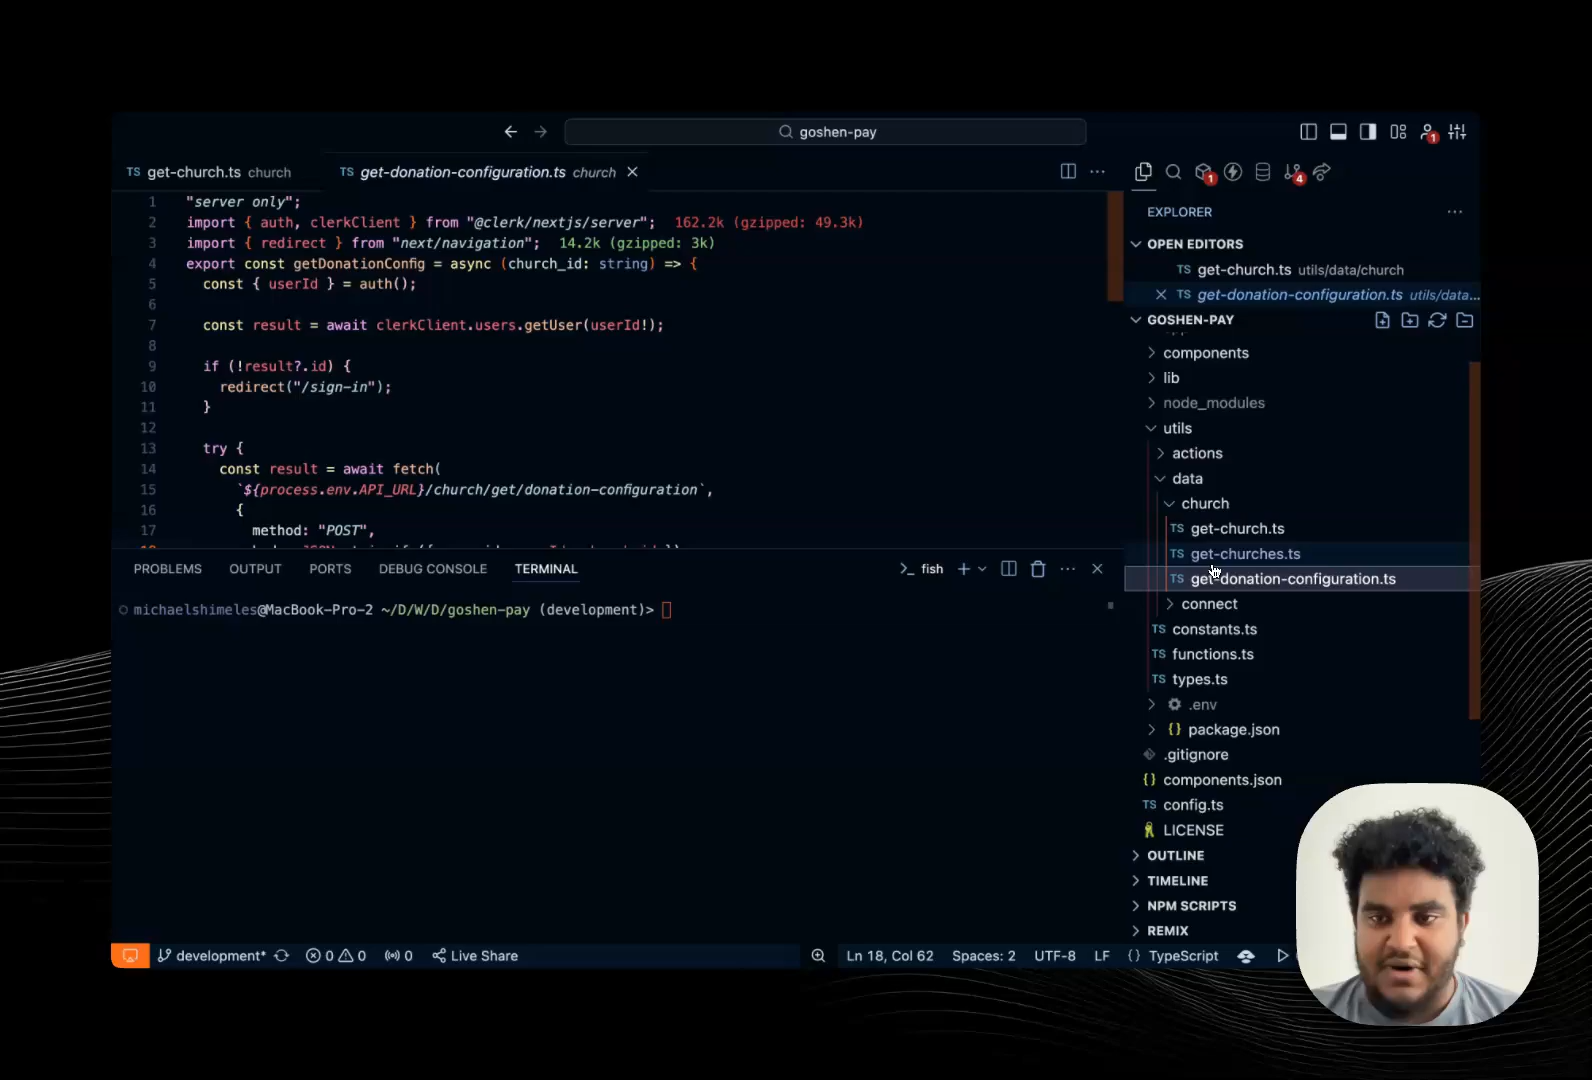 goshen-pay
1
TS get-church.ts church
TS get-donation-configuration.ts church
1 "server only";
2 import { auth, clerkClient } from "@clerk/nextjs/server"; 162.2k (gzipped: 49.3k)
3 import { redirect } from "next/navigation"; 14.2k (gzipped: 3k)
4 export const getDonationConfig = async (church_id: string) => {
5 const { userId } = auth();
6
7 const result = await clerkClient.users.getUser(userId!);
8
9 if (!result?.id) {
10 redirect("/sign-in");
11 }
12
13 try {
14 const result = await fetch(
15 `${process.env.API_URL}/church/get/donation-configuration`,
16 {
17 method: "POST",
PROBLEMS OUTPUT PORTS DEBUG CONSOLE TERMINAL
fish
michaelshimeles@MacBook-Pro-2 ~/D/W/D/goshen-pay (development)>
1 4
EXPLORER
OPEN EDITORS
TS get-church.ts utils/data/church
TS get-donation-configuration.ts utils/data...
GOSHEN-PAY
components
lib
node_modules
utils
actions
data
church
TS get-church.ts
TS get-churches.ts
TS get-donation-configuration.ts
connect
TS constants.ts
TS functions.ts
TS types.ts
.env
{} package.json
.gitignore
{} components.json
TS config.ts
LICENSE
OUTLINE
TIMELINE
NPM SCRIPTS
REMIX
development* 0 0 0 Live Share Ln 18, Col 62 Spaces: 2 UTF-8 LF {} TypeScript